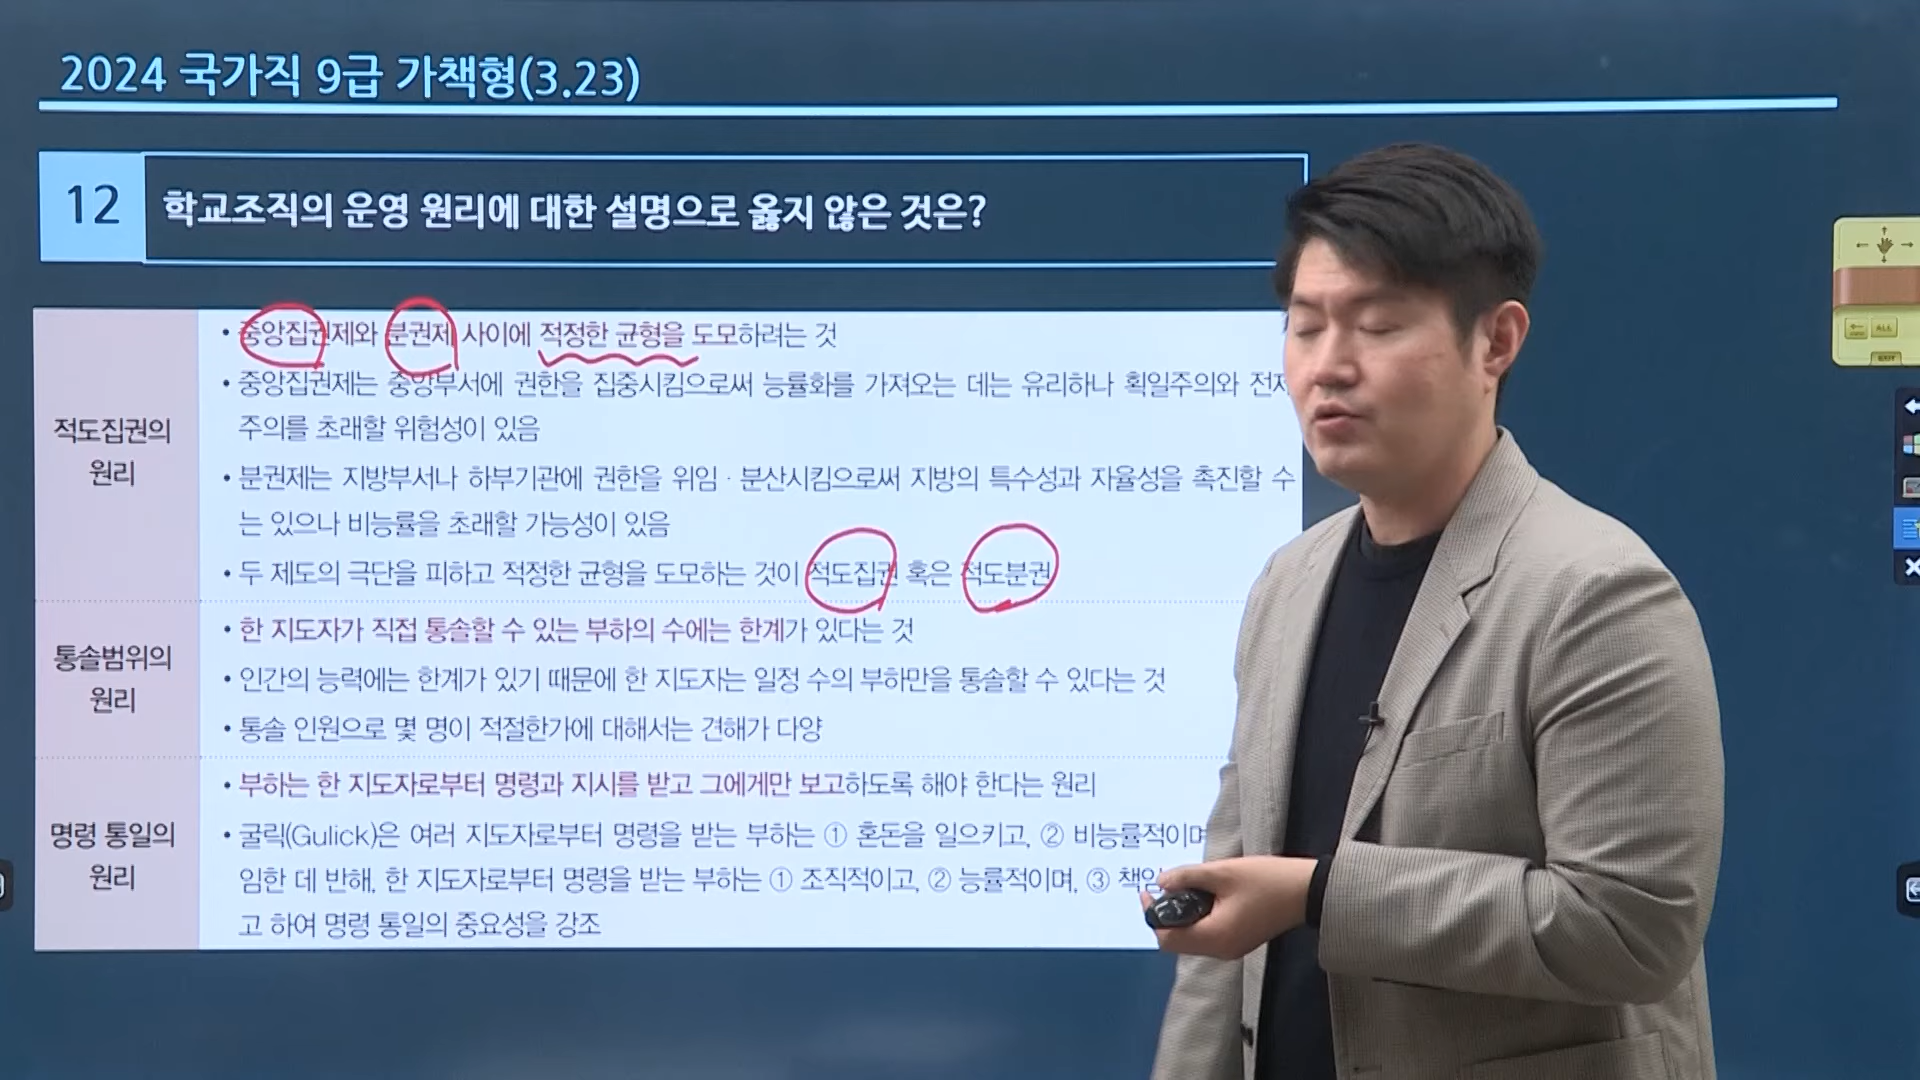 2024 국가직 9급 가책형(3.23)
12 학교조직의 운영 원리에 대한 설명으로 옳지 않은 것은?
적도집권의
원리
• 중앙집권제와 분권제 사이에 적정한 균형을 도모하려는 것
• 중앙집권제는 중앙부서에 권한을 집중시킴으로써 능률화를 가져오는 데는 유리하나 획일주의와
주의를 초래할 위험성이 있음
• 분권제는 지방부서나 하부기관에 권한을 위임·분산시킴으로써 지방의 특수성과 자율성을 촉진할 수
는 있으나 비능률을 초래할 가능성이 있음
• 두 제도의 극단을 피하고 적정한 균형을 도모하는 것이 적도집권 혹은 적도분권
통솔범위의
원리
• 한 지도자가 직접 통솔할 수 있는 부하의 수에는 한계가 있다는 것
• 인간의 능력에는 한계가 있기 때문에 한 지도자는 일정 수의 부하만을 통솔할 수 있다는 것
• 통솔 인원으로 몇 명이 적절한가에 대해서는 견해가 다양
명령 통일의
원리
• 부하는 한 지도자로부터 명령과 지시를 받고 그에게만 보고하도록 해야 한다는 원리
• 굴릭(Gulick)은 여러 지도자로부터 명령을 받는 부하는 ① 혼돈을 일으키고, ② 비능률적이며
임한 데 반해, 한 지도자로부터 명령을 받는 부하는 ① 조직적이고, ② 능률적이며, ③ 책임
고 하여 명령 통일의 중요성을 강조
ALL
EXIT